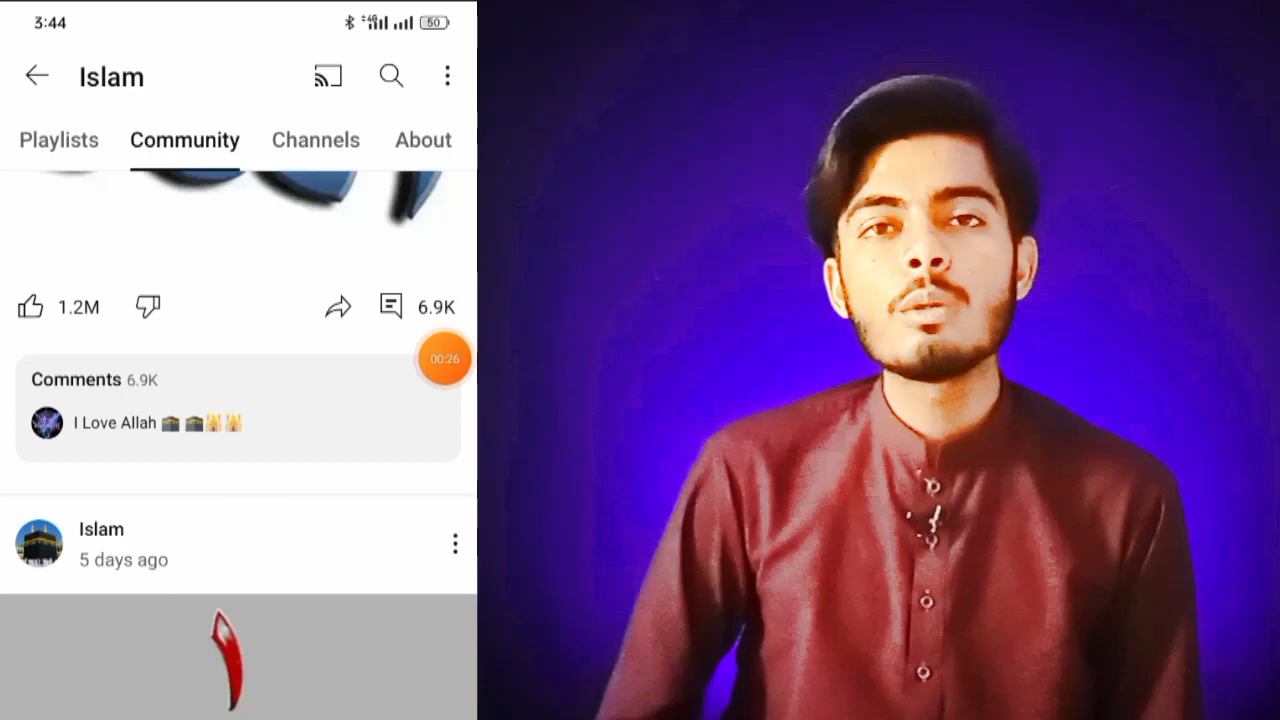 3:44
4G
50
Islam
Playlists Community Channels About
1.2M
6.9K
00:26
Comments 6.9K
I Love Allah 🕋 🕋🕌🕌
Islam
5 days ago